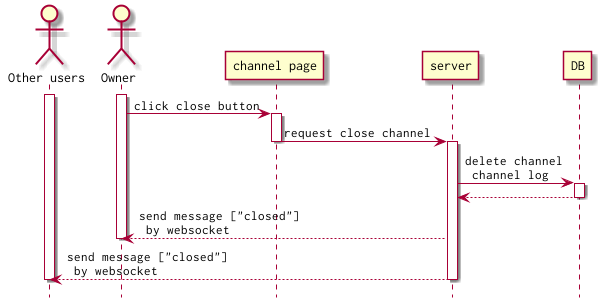 Other users
Owner
channel page
server
DB
click close button
request close channel
delete channel
channel log
send message ["closed"]
by websocket
send message ["closed"]
by websocket